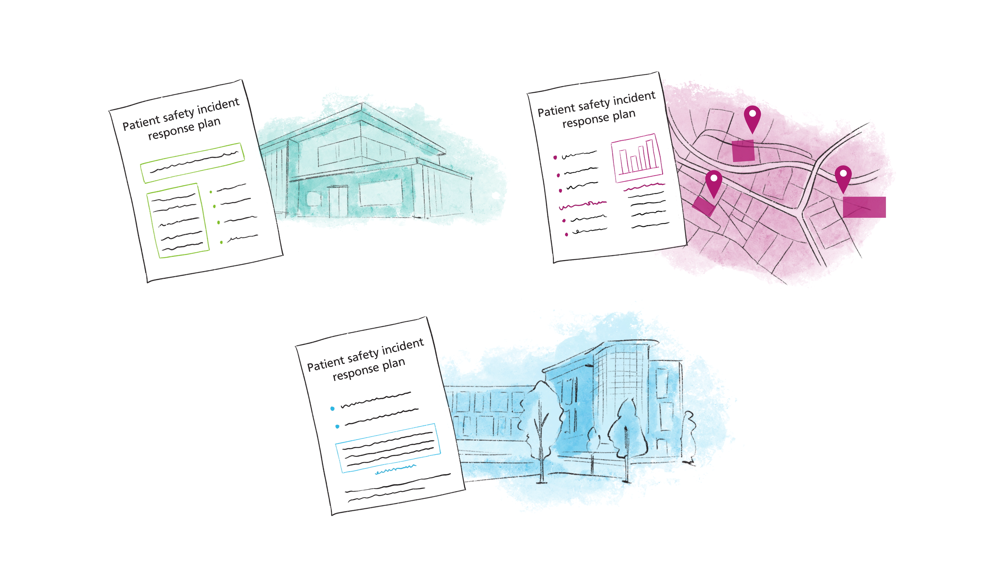 Patient safety incident
response plan
Patient safety incident
response plan
Patient safety incident
response plan